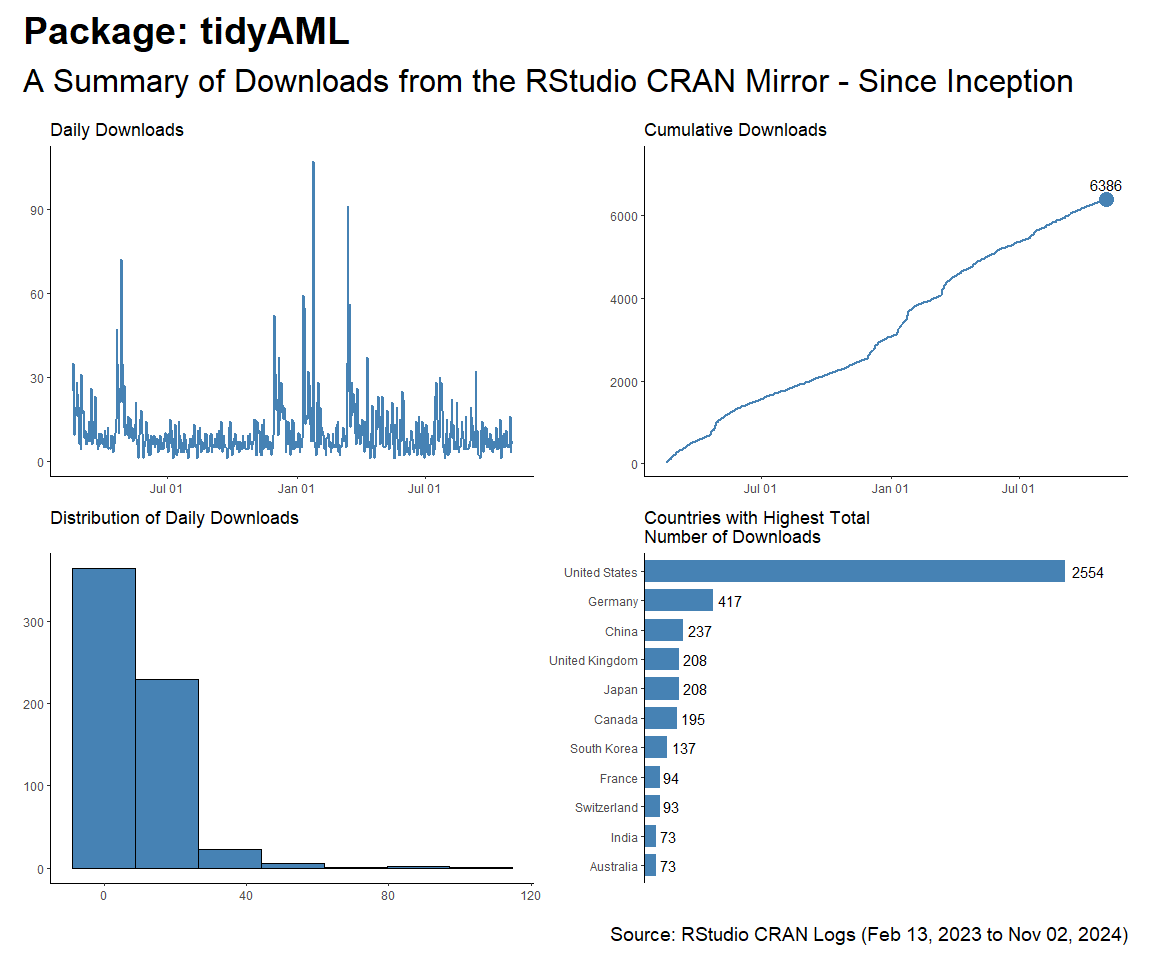 Package: tidyAML
A Summary of Downloads from the RStudio CRAN Mirror - Since Inception
Daily Downloads
90
60
30
0
Jul 01
Jan 01
Jul 01
Cumulative Downloads
6386
6000
4000
2000
0
Jul 01
Jan 01
Jul 01
Distribution of Daily Downloads
300
200
100
0
0
40
80
120
Countries with Highest Total
Number of Downloads
United States 2554
Germany 417
China 237
United Kingdom 208
Japan 208
Canada 195
South Korea 137
France 94
Switzerland 93
India 73
Australia 73
Source: RStudio CRAN Logs (Feb 13, 2023 to Nov 02, 2024)